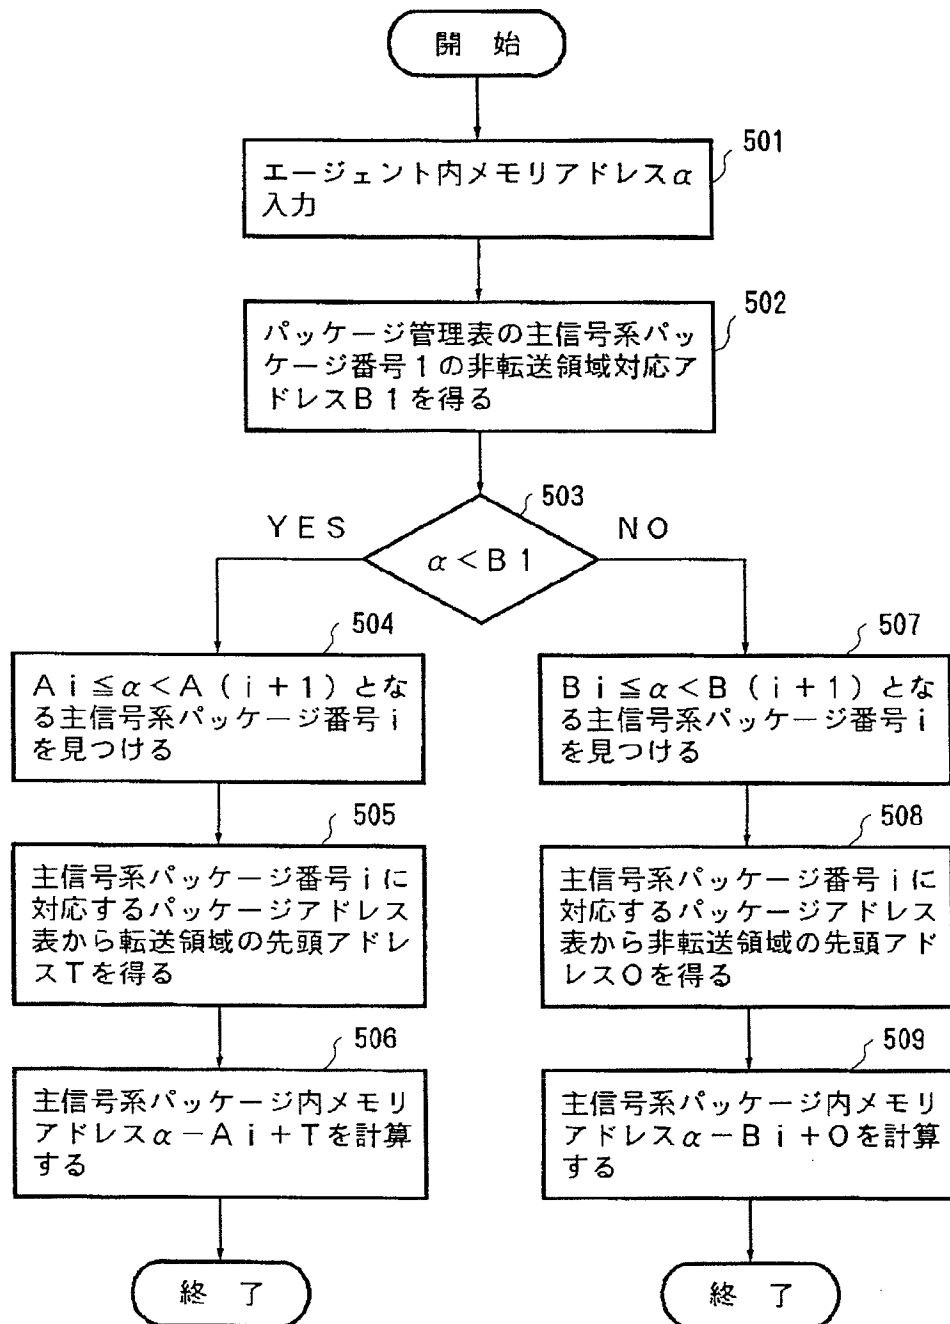 開 始
501
エージェント内メモリアドレスα
入力
502
パッケージ管理表の主信号系パッ
ケージ番号1の非転送領域対応ア
ドレスB1を得る
503
YES
NO
α<B1
504
Ai≦α<A(i+1)とな
る主信号系パッケージ番号i
を見つける
507
Bi≦α<B(i+1)とな
る主信号系パッケージ番号i
を見つける
505
主信号系パッケージ番号iに
対応するパッケージアドレス
表から転送領域の先頭アドレ
スTを得る
508
主信号系パッケージ番号iに
対応するパッケージアドレス
表から非転送領域の先頭アド
レスOを得る
506
主信号系パッケージ内メモリ
アドレスα-Ai+Tを計算
する
509
主信号系パッケージ内メモリ
アドレスα-Bi+Oを計算
する
終 了
終 了